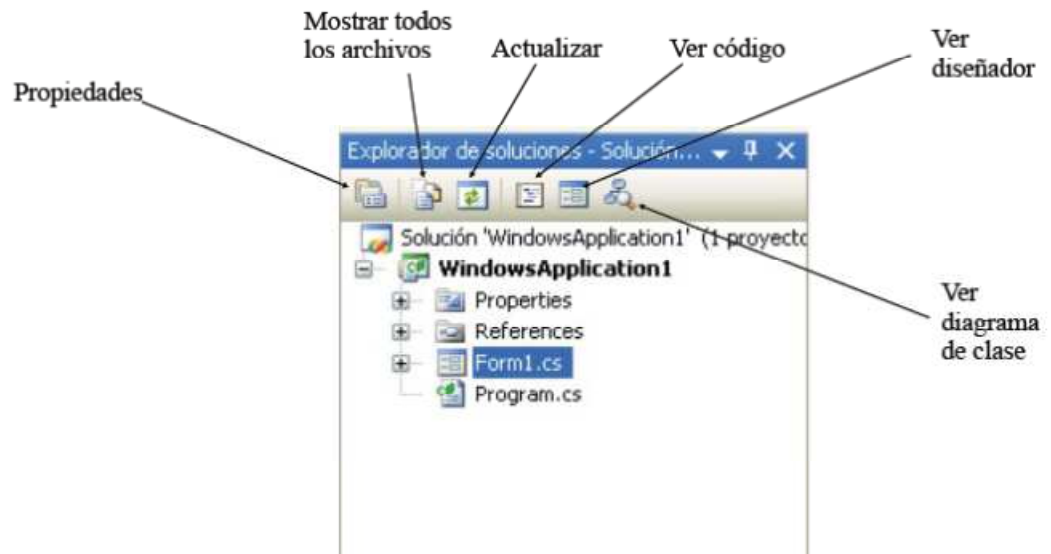 Mostrar todos
los archivos
Actualizar
Ver código
Ver
diseñador
Propiedades
Explorador de soluciones - Solución...
Solución 'WindowsApplication1' (1 proyecto
WindowsApplication1
Properties
References
Form1.cs
Program.cs
Ver
diagrama
de clase